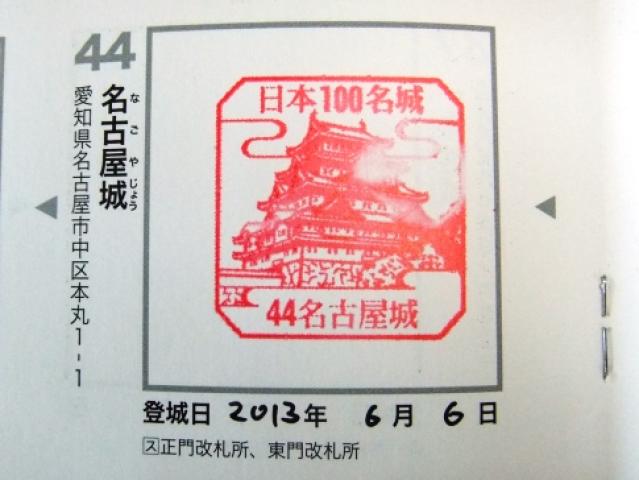 44
名古屋城
なごやじょう
愛知県名古屋市中区本丸1-1
日本100名城
44名古屋城
登城日 2013年 6月 6日
ス正門改札所、東門改札所